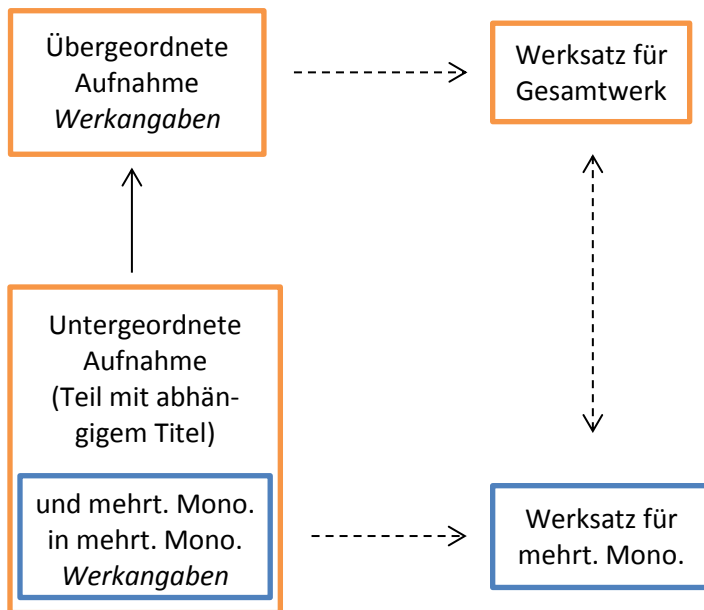 Übergeordnete
Aufnahme
Werkangaben
Werksatz für
Gesamtwerk
Untergeordnete
Aufnahme
(Teil mit abhän-
gigem Titel)
und mehrt. Mono.
in mehrt. Mono.
Werkangaben
Werksatz für
mehrt. Mono.